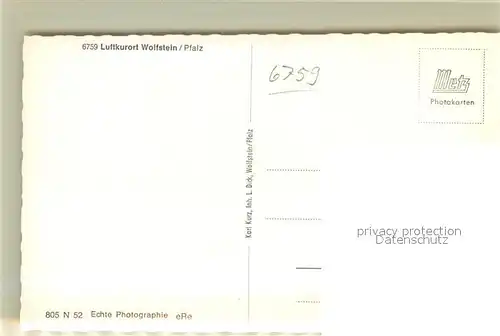 6759 Luftkurort Wolfstein / Pfalz
6759
Metz
Photokarten
Karl Kurz, Inh. L. Dick, Wolfstein/Pfalz
privacy protection
Datenschutz
805 N 52 Echte Photographie eRe